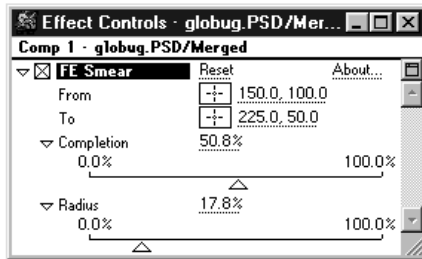 Effect Controls · globug.PSD/Mer...
Comp 1 · globug.PSD/Merged
FE Smear Reset About...
From 150.0, 100.0
To 225.0, 50.0
Completion 50.8%
0.0% 100.0%
Radius 17.8%
0.0% 100.0%